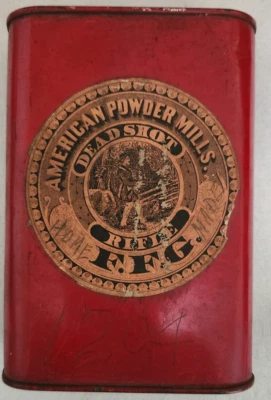 AMERICAN POWDER MILLS.
DEAD SHOT
RIFLE
F.F.G.